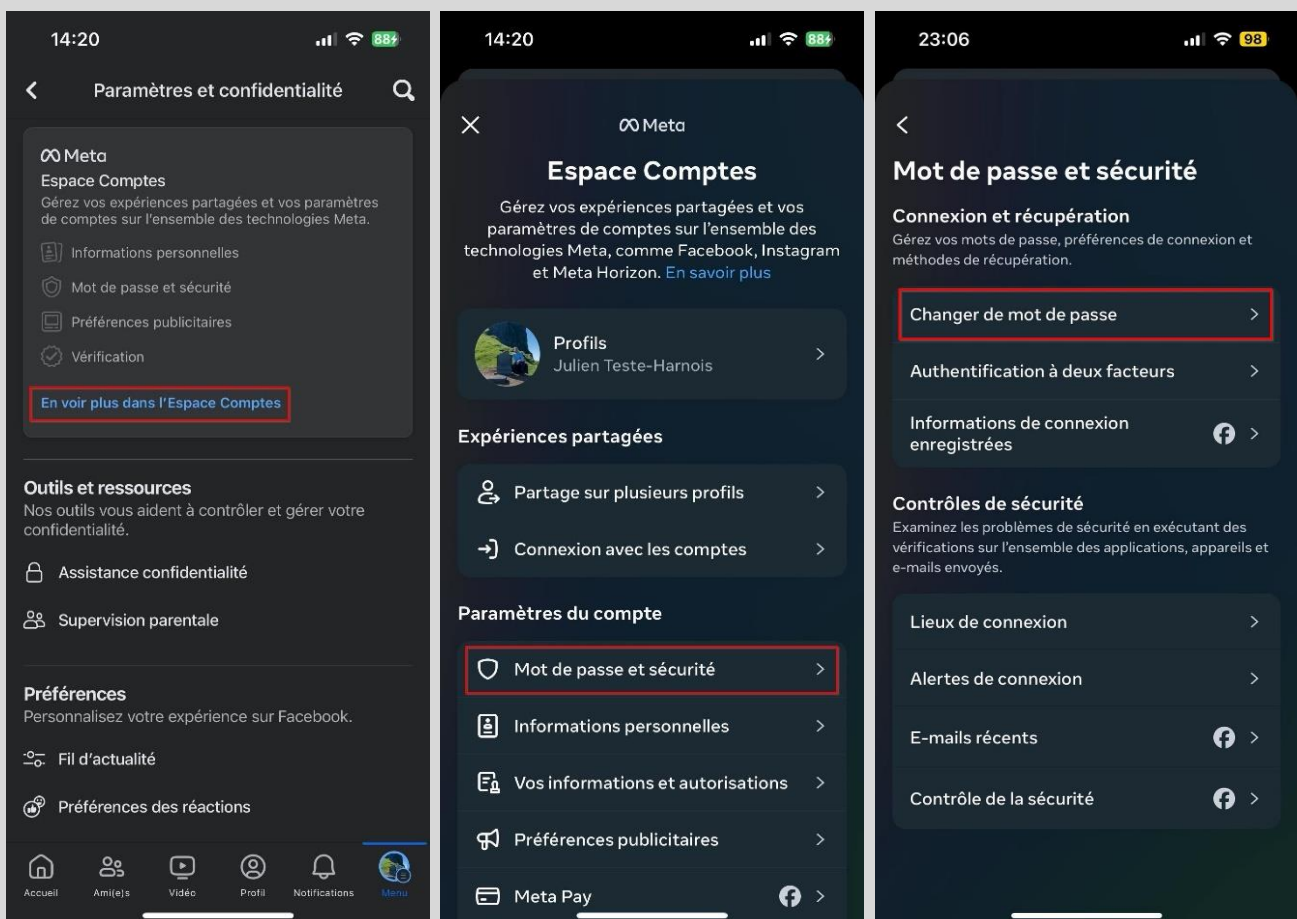 14:20
88
Paramètres et confidentialité
Meta
Espace Comptes
Gérez vos expériences partagées et vos paramètres
de comptes sur l'ensemble des technologies Meta.
Informations personnelles
Mot de passe et sécurité
Préférences publicitaires
Vérification
En voir plus dans l'Espace Comptes
Outils et ressources
Nos outils vous aident à contrôler et gérer votre
confidentialité.
Assistance confidentialité
Supervision parentale
Préférences
Personnalisez votre expérience sur Facebook.
Fil d'actualité
Préférences des réactions
Accueil
Ami(e)s
Vidéo
Profil
Notifications
Menu
14:20
88
Meta
Espace Comptes
Gérez vos expériences partagées et vos
paramètres de comptes sur l'ensemble des
technologies Meta, comme Facebook, Instagram
et Meta Horizon. En savoir plus
Profils
Julien Teste-Harnois
Expériences partagées
Partage sur plusieurs profils
Connexion avec les comptes
Paramètres du compte
Mot de passe et sécurité
Informations personnelles
Vos informations et autorisations
Préférences publicitaires
Meta Pay
23:06
98
Mot de passe et sécurité
Connexion et récupération
Gérez vos mots de passe, préférences de connexion et
méthodes de récupération.
Changer de mot de passe
Authentification à deux facteurs
Informations de connexion
enregistrées
Contrôles de sécurité
Examinez les problèmes de sécurité en exécutant des
vérifications sur l'ensemble des applications, appareils et
e-mails envoyés.
Lieux de connexion
Alertes de connexion
E-mails récents
Contrôle de la sécurité